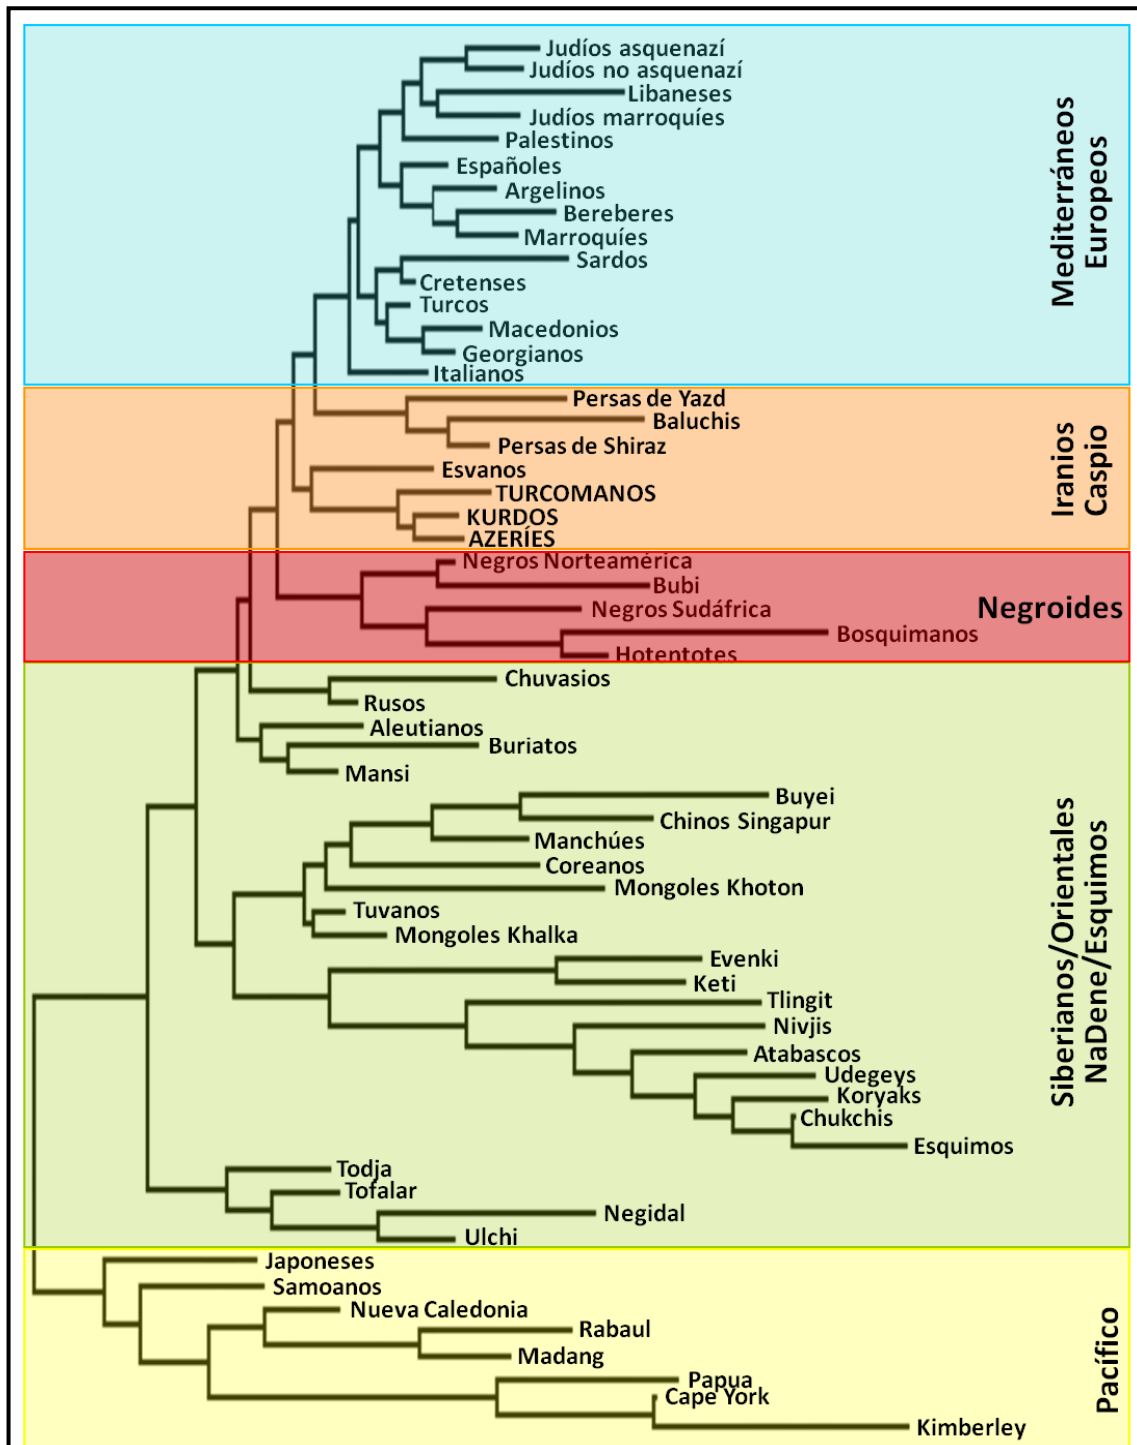 Judíos asquenazí
Judíos no asquenazí
Libaneses
Judíos marroquíes
Palestinos
Españoles
Argelinos
Bereberes
Marroquíes
Sardos
Cretenses
Turcos
Macedonios
Georgianos
Italianos
Mediterráneos
Europeos
Persas de Yazd
Baluchis
Persas de Shiraz
Esvanos
TURCOMANOS
KURDOS
AZERÍES
Iranios
Caspio
Negros Norteamérica
Bubi
Negros Sudáfrica
Bosquimanos
Hotentotes
Negroides
Chuvasios
Rusos
Aleutianos
Buriatos
Mansi
Buyei
Chinos Singapur
Manchúes
Coreanos
Mongoles Khoton
Tuvanos
Mongoles Khalka
Evenki
Keti
Tlingit
Nivjis
Atabascos
Udegeys
Koryaks
Chukchis
Esquimos
Todja
Tofalar
Negidal
Ulchi
Siberianos/Orientales
NaDene/Esquimos
Japoneses
Samoanos
Nueva Caledonia
Rabaul
Madang
Papua
Cape York
Kimberley
Pacífico